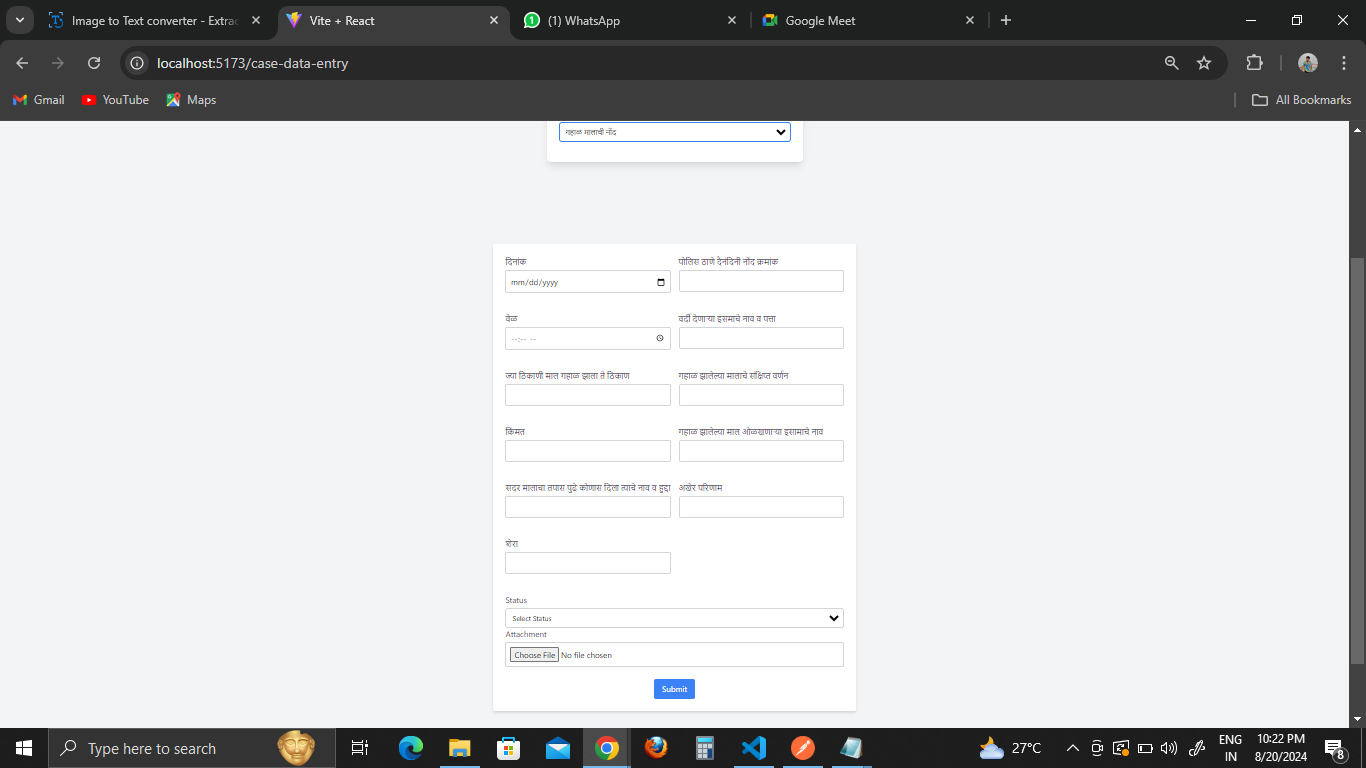 Image to Text converter - Extrac
Vite + React
(1) WhatsApp
Google Meet
localhost:5173/case-data-entry
Gmail
YouTube
Maps
All Bookmarks
गहाळ मालाची नोंद
दिनांक
पोलिस ठाणे दैनंदिनी नोंद क्रमांक
mm/dd/yyyy
वेळ
वर्दी देणाऱ्या इसमाचे नाव व पत्ता
--:-- --
ज्या ठिकाणी माल गहाळ झाला ते ठिकाण
गहाळ झालेल्या मालाचे संक्षिप्त वर्णन
किंमत
गहाळ झालेल्या माल ओळखणाऱ्या इसामाचे नाव
सदर मालाचा तपास पुढे कोणास दिला त्याचे नाव व हुद्दा
अखेर परिणाम
शेरा
Status
Select Status
Attachment
Choose File No file chosen
Submit
Type here to search
27°C
ENG
IN
10:22 PM
8/20/2024
8